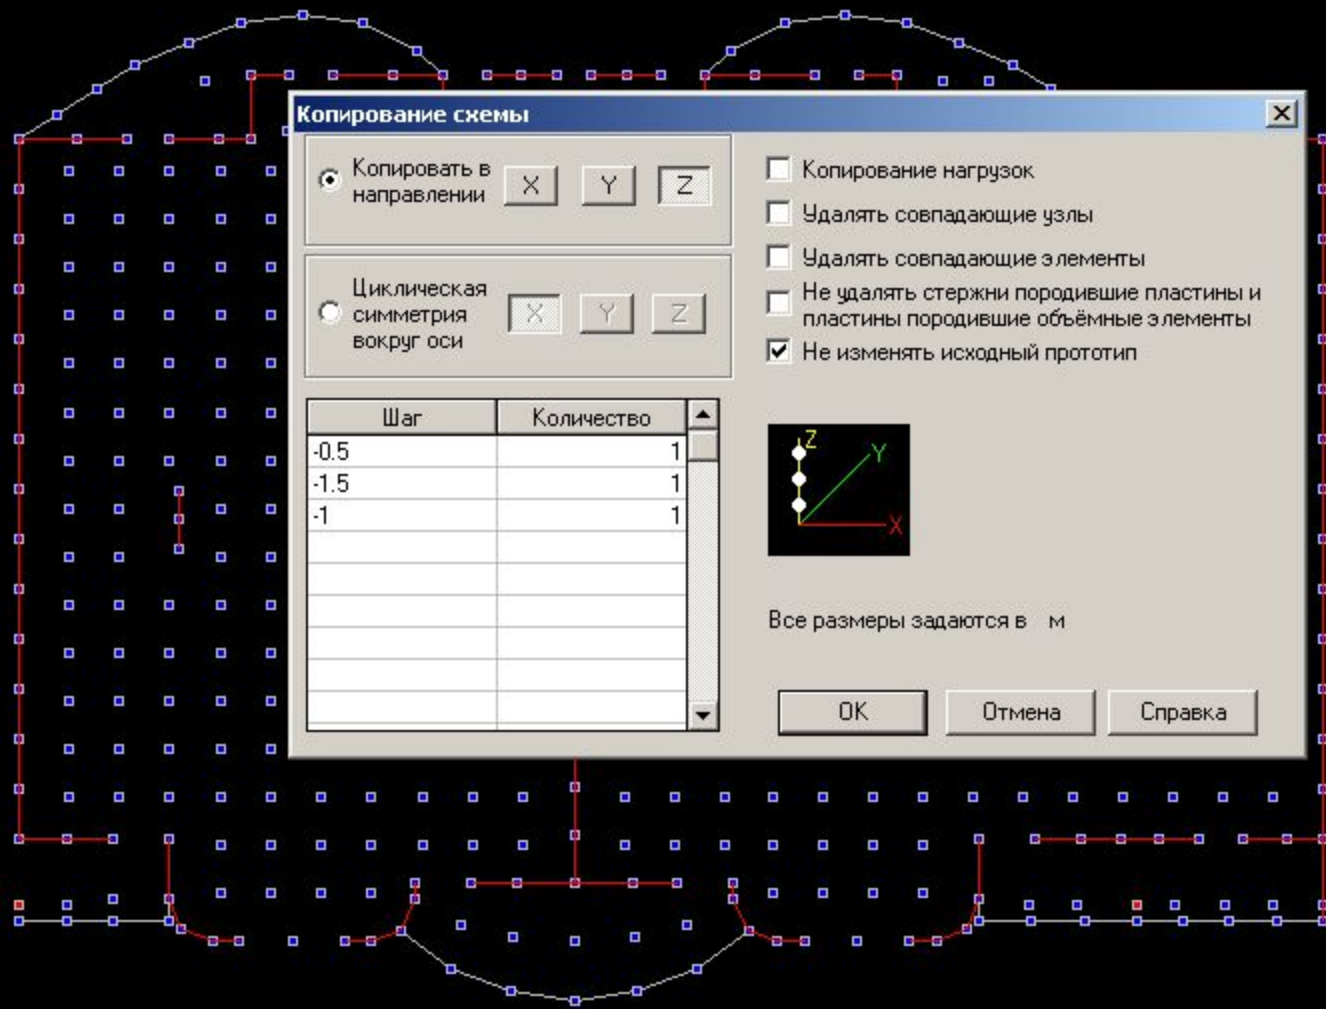 Копирование схемы
Копировать в
направлении
X Y Z
Циклическая
симметрия
вокруг оси
X Y Z
Шаг Количество
-0.5 1
-1.5 1
-1 1
Копирование нагрузок
Удалять совпадающие узлы
Удалять совпадающие элементы
Не удалять стержни породившие пластины и
пластины породившие объёмные элементы
Не изменять исходный прототип
Z
Y
X
Все размеры задаются в м
OK Отмена Справка